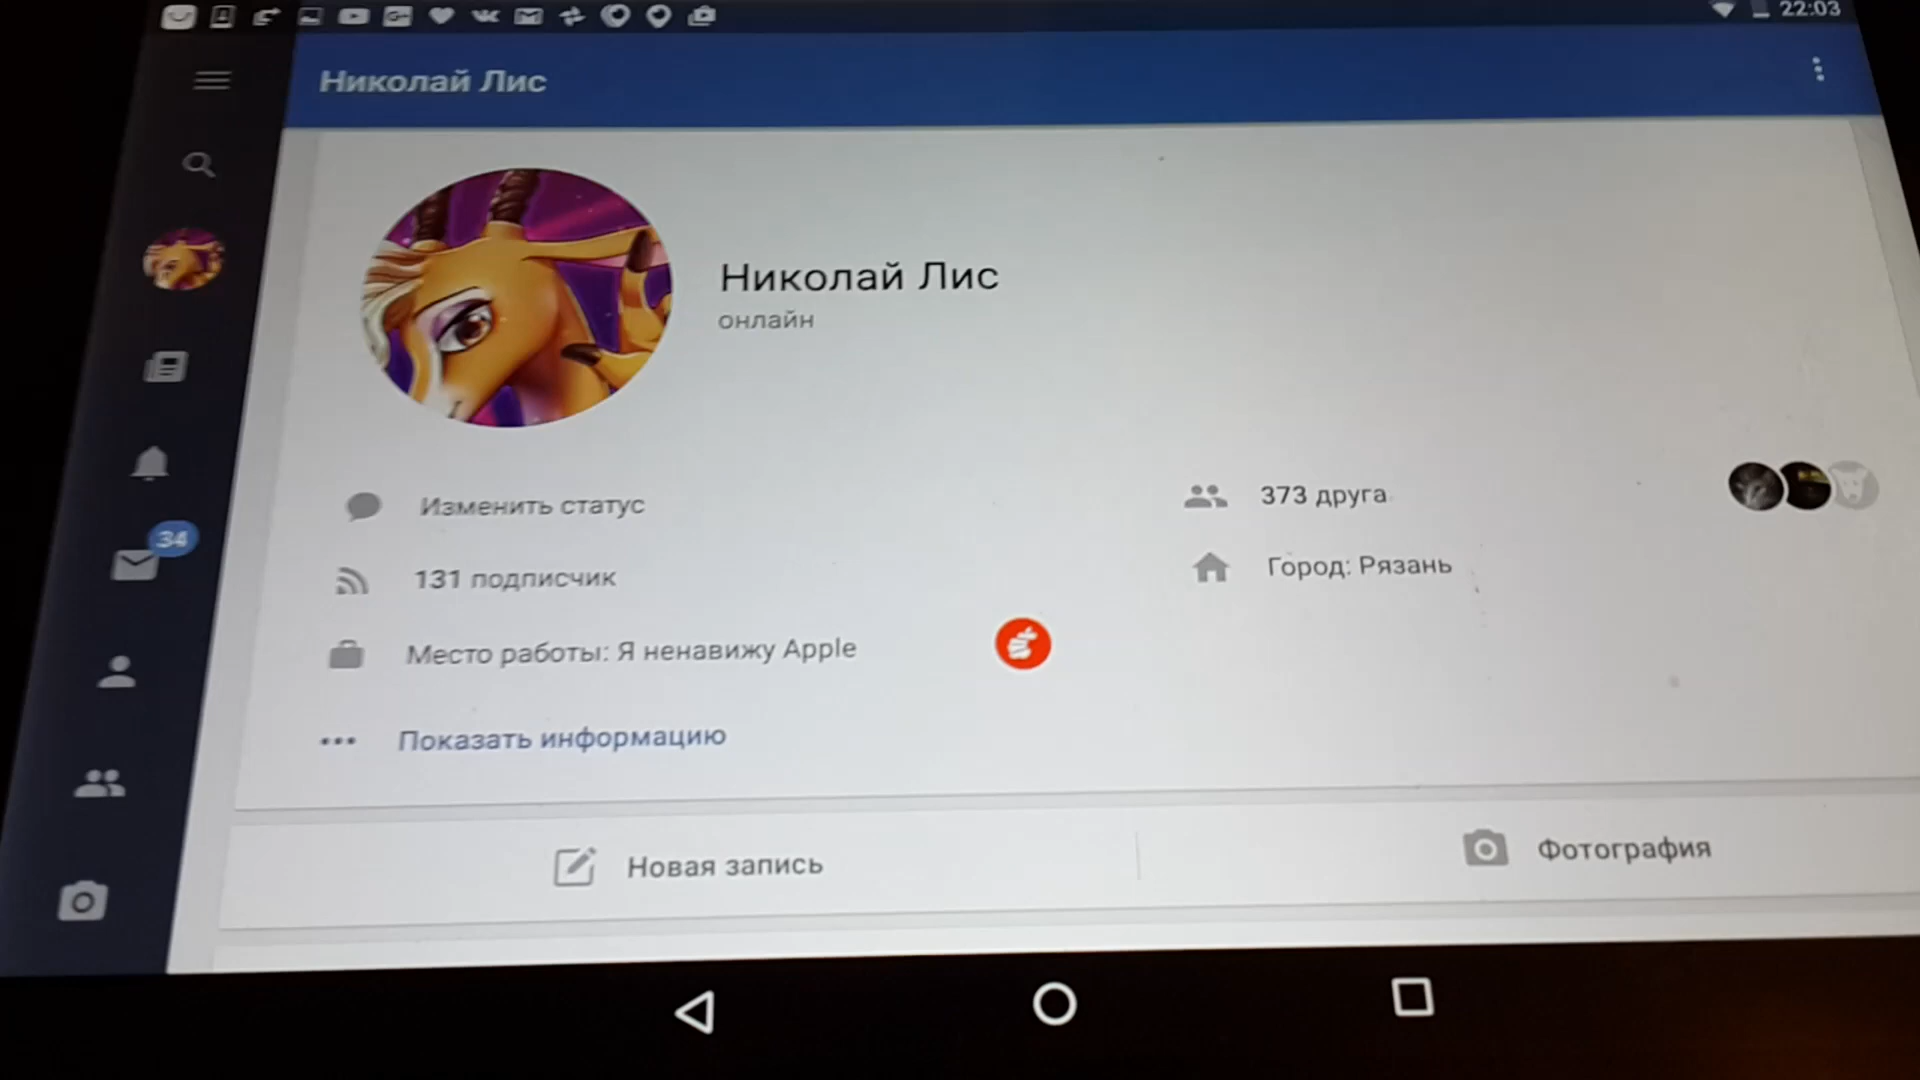 22:03
Николай Лис
Николай Лис
онлайн
Изменить статус
373 друга
34
131 подписчик
Город: Рязань
Место работы: Я ненавижу Apple
Показать информацию
Новая запись
Фотография